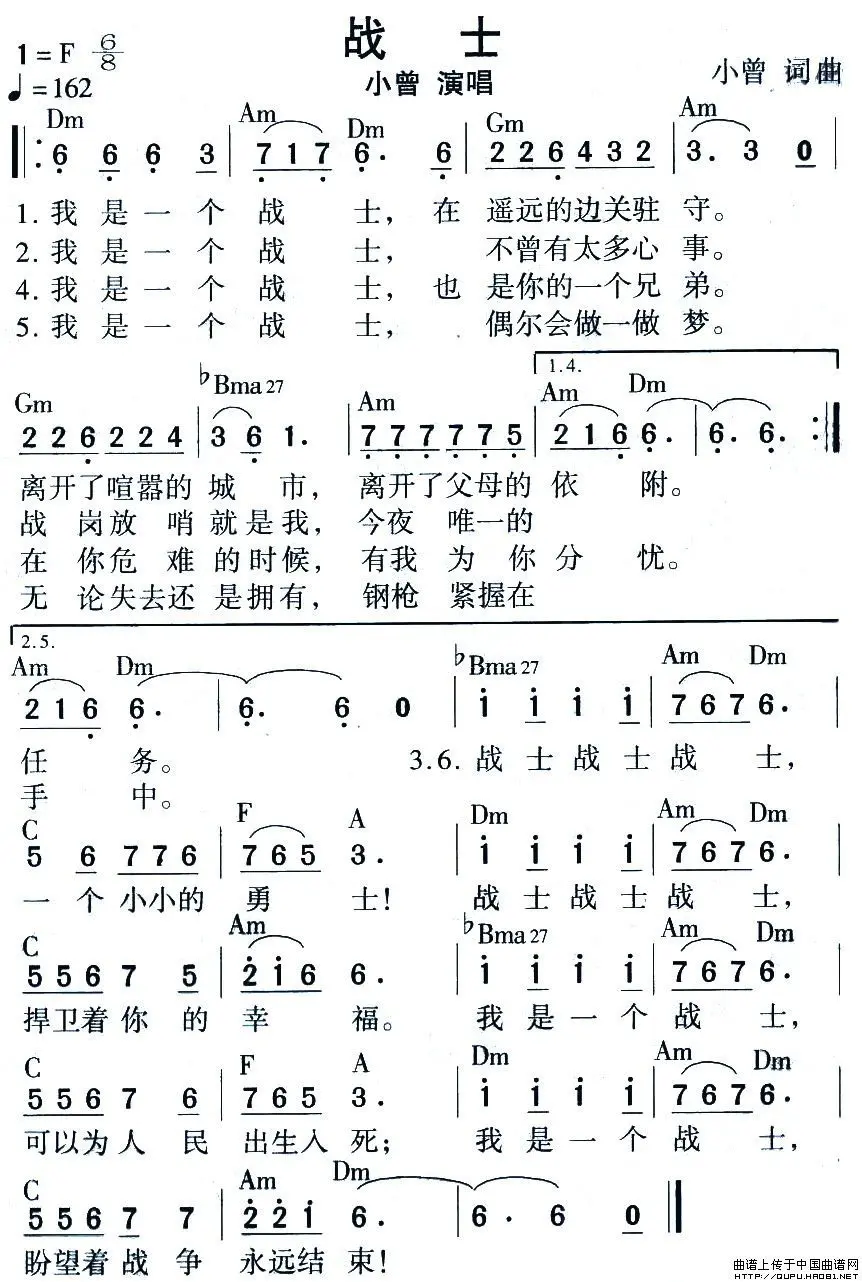 战 士
1=F 6/8
♩=162
小曾 演唱
小曾 词曲
Dm Am Dm Gm Am
6 6 6 3 | 7 1 7 6. 6 | 2 2 6 4 3 2 | 3. 3 0 |
1.我 是 一 个 战 士， 在 遥远的边关驻 守。
2.我 是 一 个 战 士， 不曾有太多心 事。
4.我 是 一 个 战 士， 也 是你的一个兄 弟。
5.我 是 一 个 战 士， 偶尔会做一做 梦。
Gm ♭Bma27 Am 1.4. Am Dm
2 2 6 2 2 4 | 3 6 1. | 7 7 7 7 7 5 | 2 1 6 6. | 6. 6. :|
离开了喧嚣的 城 市， 离开了父母的 依 附。
战 岗放 哨 就 是 我， 今夜 唯一的
在 你危 难 的时候， 有我 为 你 分 忧。
无 论失去还 是拥有， 钢枪 紧握在
2.5.
Am Dm ♭Bma27 Am Dm
2 1 6 6. | 6. 6 0 | i i i i | 7 6 7 6. |
任 务。 3.6. 战 士 战 士 战 士，
手 中。
C F A Dm Am Dm
5 6 7 7 6 | 7 6 5 3. | i i i i | 7 6 7 6. |
一 个 小小的 勇 士! 战 士 战 士 战 士，
C Am ♭Bma27 Am Dm
5 5 6 7 5 | 2 i 6 6. | i i i i | 7 6 7 6. |
捍卫着 你 的 幸 福。 我 是 一 个 战 士，
C F A Dm Am Dm
5 5 6 7 6 | 7 6 5 3. | i i i i | 7 6 7 6. |
可以为 人 民 出生入 死； 我 是 一 个 战 士，
C Am Dm
5 5 6 7 7 | 2 2 i 6. | 6. 6 0 ‖
盼望着 战 争 永远结 束!
曲谱上传于中国曲谱网
HTTP://QUPU.HAO81.NET